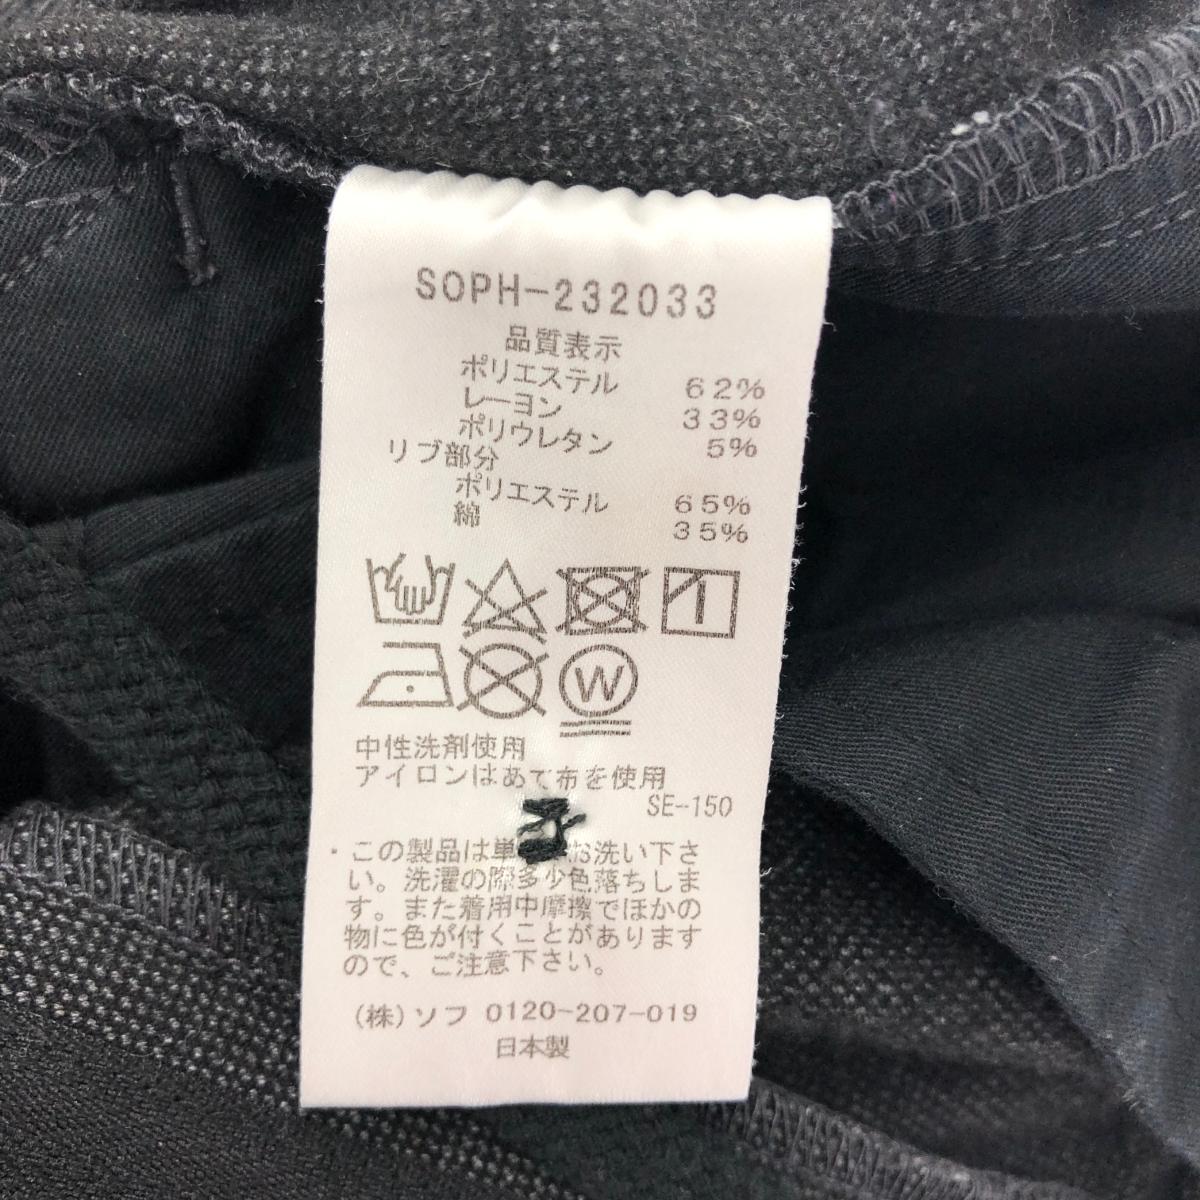 SOPH-232033
品質表示
ポリエステル 62%
レーヨン 33%
ポリウレタン 5%
リブ部分
ポリエステル 65%
綿 35%
W
中性洗剤使用
アイロンはあて布を使用
SE-150
・この製品は単 お洗い下さ
い。洗濯の際多少色落ちしま
す。また着用中摩擦でほかの
物に色が付くことがあります
ので、ご注意下さい。
(株)ソフ 0120-207-019
日本製